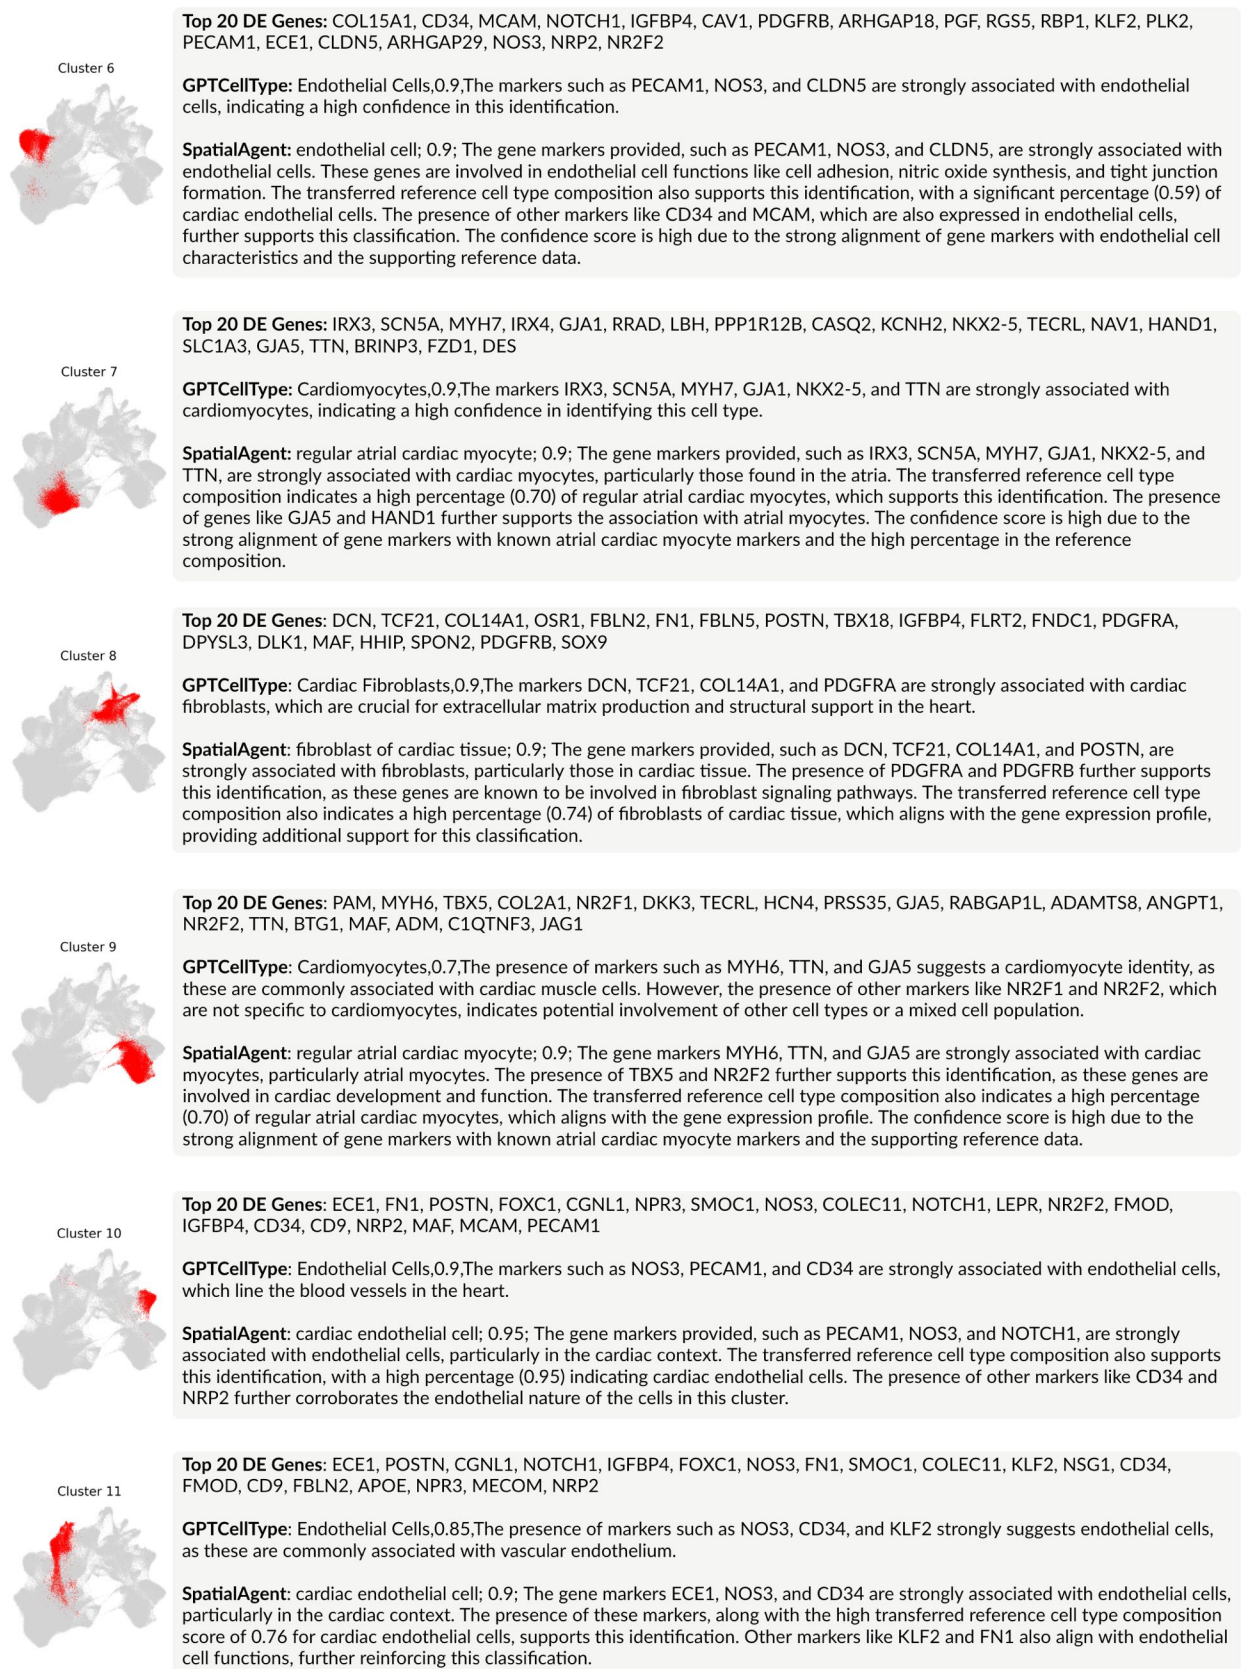 Cluster 6
Top 20 DE Genes: COL15A1, CD34, MCAM, NOTCH1, IGFBP4, CAV1, PDGFRB, ARHGAP18, PGF, RGS5, RBP1, KLF2, PLK2,
PECAM1, ECE1, CLDN5, ARHGAP29, NOS3, NRP2, NR2F2
GPTCellType: Endothelial Cells,0.9,The markers such as PECAM1, NOS3, and CLDN5 are strongly associated with endothelial
cells, indicating a high confidence in this identification.
SpatialAgent: endothelial cell; 0.9; The gene markers provided, such as PECAM1, NOS3, and CLDN5, are strongly associated with
endothelial cells. These genes are involved in endothelial cell functions like cell adhesion, nitric oxide synthesis, and tight junction
formation. The transferred reference cell type composition also supports this identification, with a significant percentage (0.59) of
cardiac endothelial cells. The presence of other markers like CD34 and MCAM, which are also expressed in endothelial cells,
further supports this classification. The confidence score is high due to the strong alignment of gene markers with endothelial cell
characteristics and the supporting reference data.
Cluster 7
Top 20 DE Genes: IRX3, SCN5A, MYH7, IRX4, GJA1, RRAD, LBH, PPP1R12B, CASQ2, KCNH2, NKX2-5, TECRL, NAV1, HAND1,
SLC1A3, GJA5, TTN, BRINP3, FZD1, DES
GPTCellType: Cardiomyocytes,0.9,The markers IRX3, SCN5A, MYH7, GJA1, NKX2-5, and TTN are strongly associated with
cardiomyocytes, indicating a high confidence in identifying this cell type.
SpatialAgent: regular atrial cardiac myocyte; 0.9; The gene markers provided, such as IRX3, SCN5A, MYH7, GJA1, NKX2-5, and
TTN, are strongly associated with cardiac myocytes, particularly those found in the atria. The transferred reference cell type
composition indicates a high percentage (0.70) of regular atrial cardiac myocytes, which supports this identification. The presence
of genes like GJA5 and HAND1 further supports the association with atrial myocytes. The confidence score is high due to the
strong alignment of gene markers with known atrial cardiac myocyte markers and the high percentage in the reference
composition.
Cluster 8
Top 20 DE Genes: DCN, TCF21, COL14A1, OSR1, FBLN2, FN1, FBLN5, POSTN, TBX18, IGFBP4, FLRT2, FNDC1, PDGFRA,
DPYSL3, DLK1, MAF, HHIP, SPON2, PDGFRB, SOX9
GPTCellType: Cardiac Fibroblasts,0.9,The markers DCN, TCF21, COL14A1, and PDGFRA are strongly associated with cardiac
fibroblasts, which are crucial for extracellular matrix production and structural support in the heart.
SpatialAgent: fibroblast of cardiac tissue; 0.9; The gene markers provided, such as DCN, TCF21, COL14A1, and POSTN, are
strongly associated with fibroblasts, particularly those in cardiac tissue. The presence of PDGFRA and PDGFRB further supports
this identification, as these genes are known to be involved in fibroblast signaling pathways. The transferred reference cell type
composition also indicates a high percentage (0.74) of fibroblasts of cardiac tissue, which aligns with the gene expression profile,
providing additional support for this classification.
Cluster 9
Top 20 DE Genes: PAM, MYH6, TBX5, COL2A1, NR2F1, DKK3, TECRL, HCN4, PRSS35, GJA5, RABGAP1L, ADAMTS8, ANGPT1,
NR2F2, TTN, BTG1, MAF, ADM, C1QTNF3, JAG1
GPTCellType: Cardiomyocytes,0.7,The presence of markers such as MYH6, TTN, and GJA5 suggests a cardiomyocyte identity, as
these are commonly associated with cardiac muscle cells. However, the presence of other markers like NR2F1 and NR2F2, which
are not specific to cardiomyocytes, indicates potential involvement of other cell types or a mixed cell population.
SpatialAgent: regular atrial cardiac myocyte; 0.9; The gene markers MYH6, TTN, and GJA5 are strongly associated with cardiac
myocytes, particularly atrial myocytes. The presence of TBX5 and NR2F2 further supports this identification, as these genes are
involved in cardiac development and function. The transferred reference cell type composition also indicates a high percentage
(0.70) of regular atrial cardiac myocytes, which aligns with the gene expression profile. The confidence score is high due to the
strong alignment of gene markers with known atrial cardiac myocyte markers and the supporting reference data.
Cluster 10
Top 20 DE Genes: ECE1, FN1, POSTN, FOXC1, CGNL1, NPR3, SMOC1, NOS3, COLEC11, NOTCH1, LEPR, NR2F2, FMOD,
IGFBP4, CD34, CD9, NRP2, MAF, MCAM, PECAM1
GPTCellType: Endothelial Cells,0.9,The markers such as NOS3, PECAM1, and CD34 are strongly associated with endothelial cells,
which line the blood vessels in the heart.
SpatialAgent: cardiac endothelial cell; 0.95; The gene markers provided, such as PECAM1, NOS3, and NOTCH1, are strongly
associated with endothelial cells, particularly in the cardiac context. The transferred reference cell type composition also supports
this identification, with a high percentage (0.95) indicating cardiac endothelial cells. The presence of other markers like CD34 and
NRP2 further corroborates the endothelial nature of the cells in this cluster.
Cluster 11
Top 20 DE Genes: ECE1, POSTN, CGNL1, NOTCH1, IGFBP4, FOXC1, NOS3, FN1, SMOC1, COLEC11, KLF2, NSG1, CD34,
FMOD, CD9, FBLN2, APOE, NPR3, MECOM, NRP2
GPTCellType: Endothelial Cells,0.85,The presence of markers such as NOS3, CD34, and KLF2 strongly suggests endothelial cells,
as these are commonly associated with vascular endothelium.
SpatialAgent: cardiac endothelial cell; 0.9; The gene markers ECE1, NOS3, and CD34 are strongly associated with endothelial cells,
particularly in the cardiac context. The presence of these markers, along with the high transferred reference cell type composition
score of 0.76 for cardiac endothelial cells, supports this identification. Other markers like KLF2 and FN1 also align with endothelial
cell functions, further reinforcing this classification.